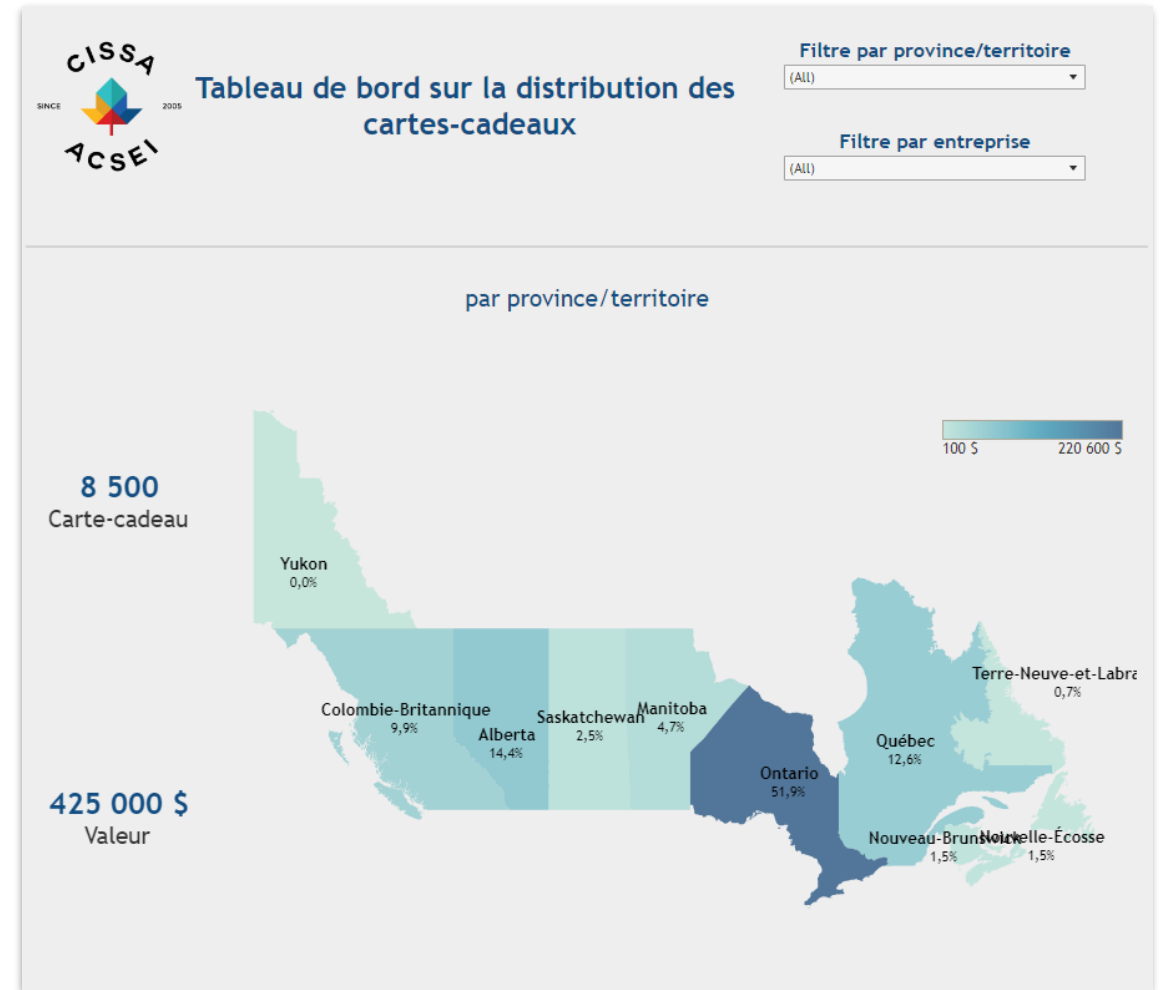 CISSA
SINCE 2005
ACSEI
Tableau de bord sur la distribution des
cartes-cadeaux
Filtre par province/territoire
(All)
Filtre par entreprise
(All)
par province/territoire
100 $ 220 600 $
8 500
Carte-cadeau
425 000 $
Valeur
Yukon
0,0%
Colombie-Britannique
9,9%
Alberta
14,4%
Saskatchewan
2,5%
Manitoba
4,7%
Ontario
51,9%
Québec
12,6%
Terre-Neuve-et-Labra
0,7%
Nouveau-Brunswick
1,5%
Nouvelle-Écosse
1,5%